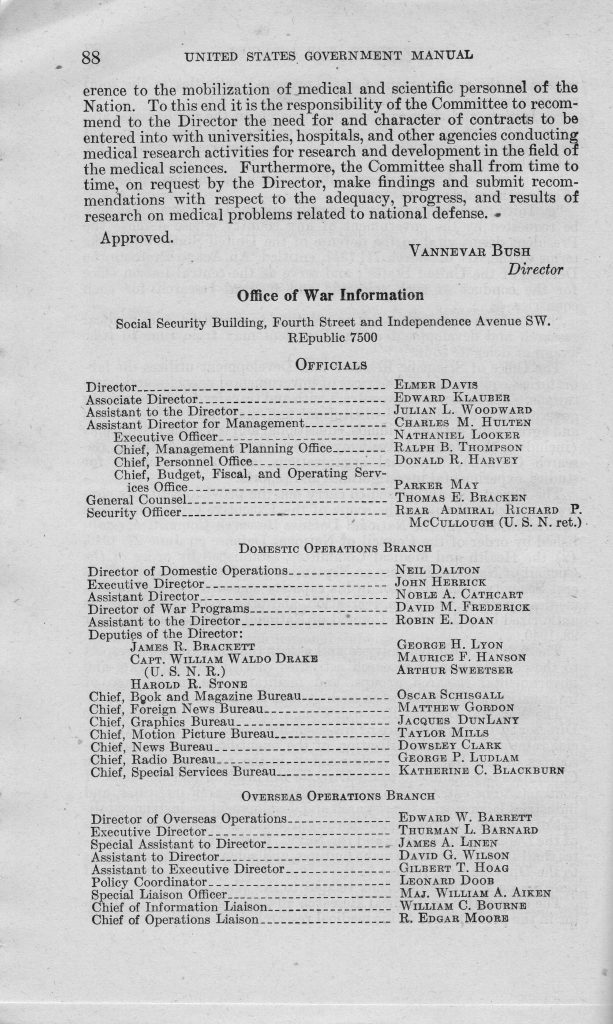 88 UNITED STATES GOVERNMENT MANUAL
erence to the mobilization of medical and scientific personnel of the
Nation. To this end it is the responsibility of the Committee to recom-
mend to the Director the need for and character of contracts to be
entered into with universities, hospitals, and other agencies conducting
medical research activities for research and development in the field of
the medical sciences. Furthermore, the Committee shall from time to
time, on request by the Director, make findings and submit recom-
mendations with respect to the adequacy, progress, and results of
research on medical problems related to national defense.
Approved.
VANNEVAR BUSH
Director
Office of War Information
Social Security Building, Fourth Street and Independence Avenue SW.
REpublic 7500
OFFICIALS
Director ELMER DAVIS
Associate Director EDWARD KLAUBER
Assistant to the Director JULIAN L. WOODWARD
Assistant Director for Management CHARLES M. HULTEN
Executive Officer NATHANIEL LOOKER
Chief, Management Planning Office RALPH B. THOMPSON
Chief, Personnel Office DONALD R. HARVEY
Chief, Budget, Fiscal, and Operating Serv-
ices Office PARKER MAY
General Counsel THOMAS E. BRACKEN
Security Officer REAR ADMIRAL RICHARD P.
MCCULLOUGH (U. S. N. ret.)
DOMESTIC OPERATIONS BRANCH
Director of Domestic Operations NEIL DALTON
Executive Director JOHN HERRICK
Assistant Director NOBLE A. CATHCART
Director of War Programs DAVID M. FREDERICK
Assistant to the Director ROBIN E. DOAN
Deputies of the Director:
JAMES R. BRACKETT GEORGE H. LYON
CAPT. WILLIAM WALDO DRAKE MAURICE F. HANSON
(U. S. N. R.) ARTHUR SWEETSER
HAROLD R. STONE
Chief, Book and Magazine Bureau OSCAR SCHISGALL
Chief, Foreign News Bureau MATTHEW GORDON
Chief, Graphics Bureau JACQUES DUNLANY
Chief, Motion Picture Bureau TAYLOR MILLS
Chief, News Bureau DOWSLEY CLARK
Chief, Radio Bureau GEORGE P. LUDLAM
Chief, Special Services Bureau KATHERINE C. BLACKBURN
OVERSEAS OPERATIONS BRANCH
Director of Overseas Operations EDWARD W. BARRETT
Executive Director THURMAN L. BARNARD
Special Assistant to Director JAMES A. LINEN
Assistant to Director DAVID G. WILSON
Assistant to Executive Director GILBERT T. HOAG
Policy Coordinator LEONARD DOOB
Special Liaison Officer MAJ. WILLIAM A. AIKEN
Chief of Information Liaison WILLIAM C. BOURNE
Chief of Operations Liaison R. EDGAR MOORE